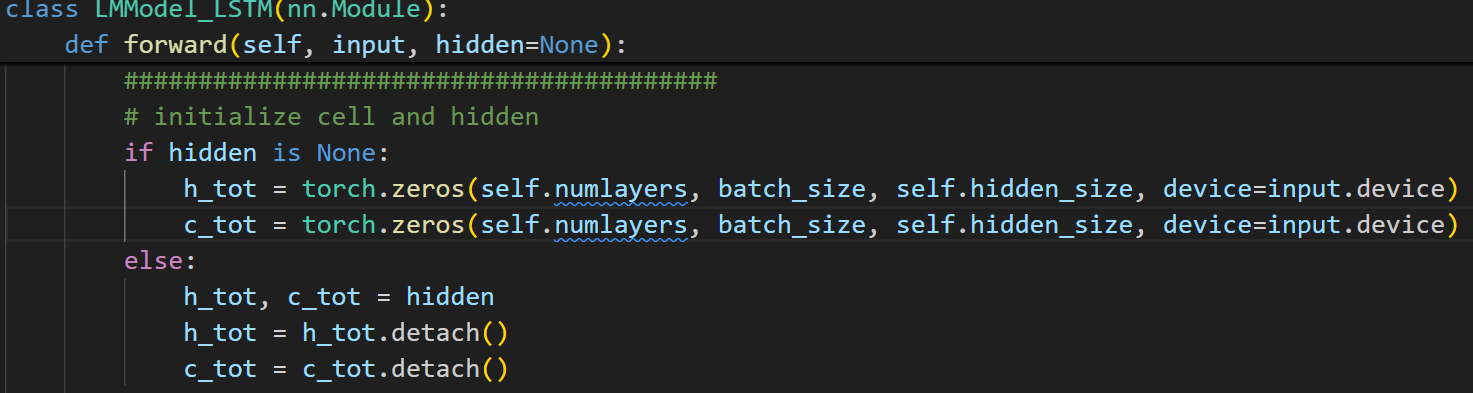 class LMModel_LSTM(nn.Module):
def forward(self, input, hidden=None):
########################################
# initialize cell and hidden
if hidden is None:
h_tot = torch.zeros(self.numlayers, batch_size, self.hidden_size, device=input.device)
c_tot = torch.zeros(self.numlayers, batch_size, self.hidden_size, device=input.device)
else:
h_tot, c_tot = hidden
h_tot = h_tot.detach()
c_tot = c_tot.detach()